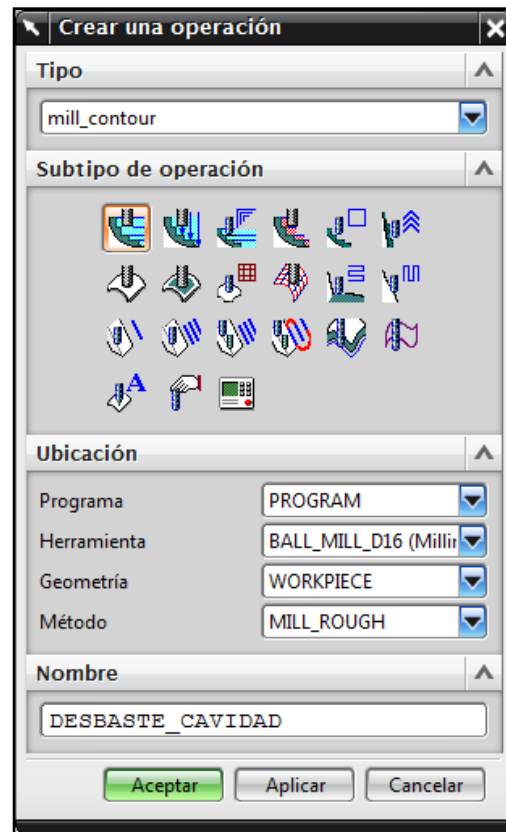 Crear una operación
Tipo
mill_contour
Subtipo de operación
A
Ubicación
Programa PROGRAM
Herramienta BALL_MILL_D16 (Millin
Geometría WORKPIECE
Método MILL_ROUGH
Nombre
DESBASTE_CAVIDAD
Aceptar Aplicar Cancelar